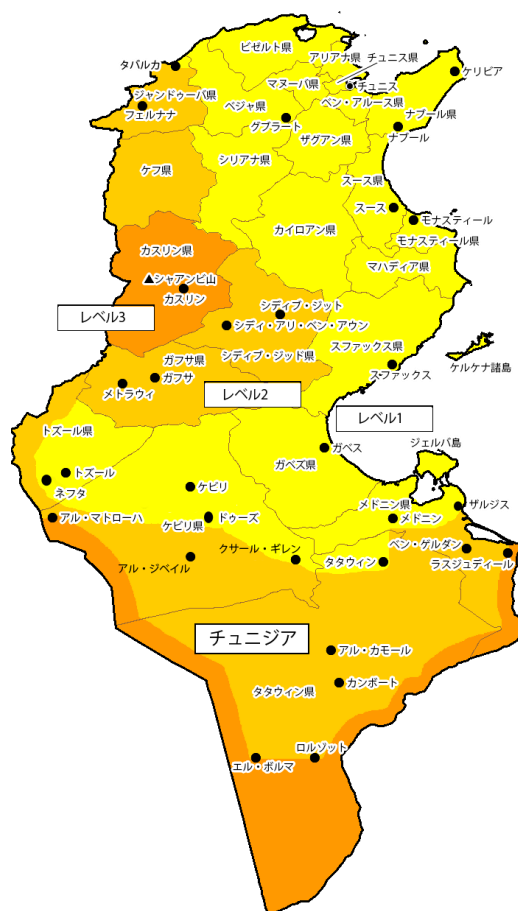 ビゼルト県
アリアナ県
チュニス県
タバルカ
マヌーバ県
チュニス
ケリビア
ジャンドゥーバ県
フェルナナ
ベジャ県
ベン・アルース県
グブラート
ナブール県
ザグアン県
ナブール
ケフ県
シリアナ県
スース県
スース
カイロアン県
モナスティール
モナスティール県
カスリン県
マハディア県
▲シャアンビ山
カスリン
シディブ・ジット
レベル3
シディ・アリ・ベン・アウン
スファックス県
シディブ・ジッド県
ガフサ県
ガフサ
スファックス
ケルケナ諸島
メトラウィ
レベル2
レベル1
トズール県
ガベス
ジェルバ島
トズール
ガベズ県
ネフタ
ケビリ
メドニン県
ザルジス
アル・マトローハ
ドゥーズ
メドニン
ケビリ県
クサール・ギレン
ベン・ゲルダン
アル・ジベイル
タタウィン
ラスジュディール
チュニジア
アル・カモール
カンボート
タタウィン県
ロルゾット
エル・ボルマ